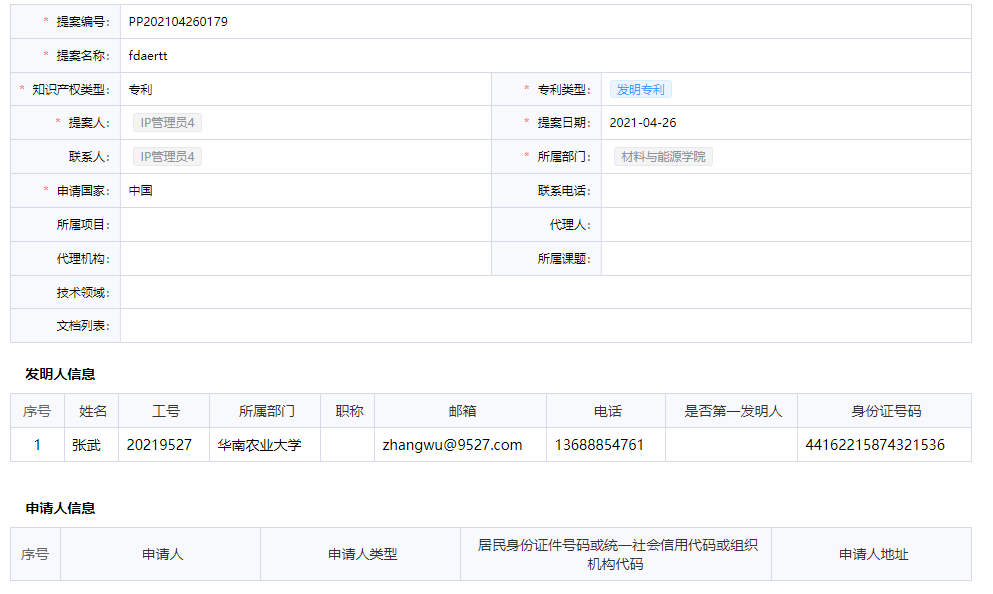 * 提案编号: PP202104260179
* 提案名称: fdaertt
* 知识产权类型: 专利 * 专利类型: 发明专利
* 提案人: IP管理员4 * 提案日期: 2021-04-26
联系人: IP管理员4 * 所属部门: 材料与能源学院
* 申请国家: 中国 联系电话:
所属项目: 代理人:
代理机构: 所属课题:
技术领域:
文档列表:
发明人信息
序号 姓名 工号 所属部门 职称 邮箱 电话 是否第一发明人 身份证号码
1 张武 20219527 华南农业大学 zhangwu@9527.com 13688854761 44162215874321536
申请人信息
序号 申请人 申请人类型 居民身份证件号码或统一社会信用代码或组织 申请人地址
机构代码